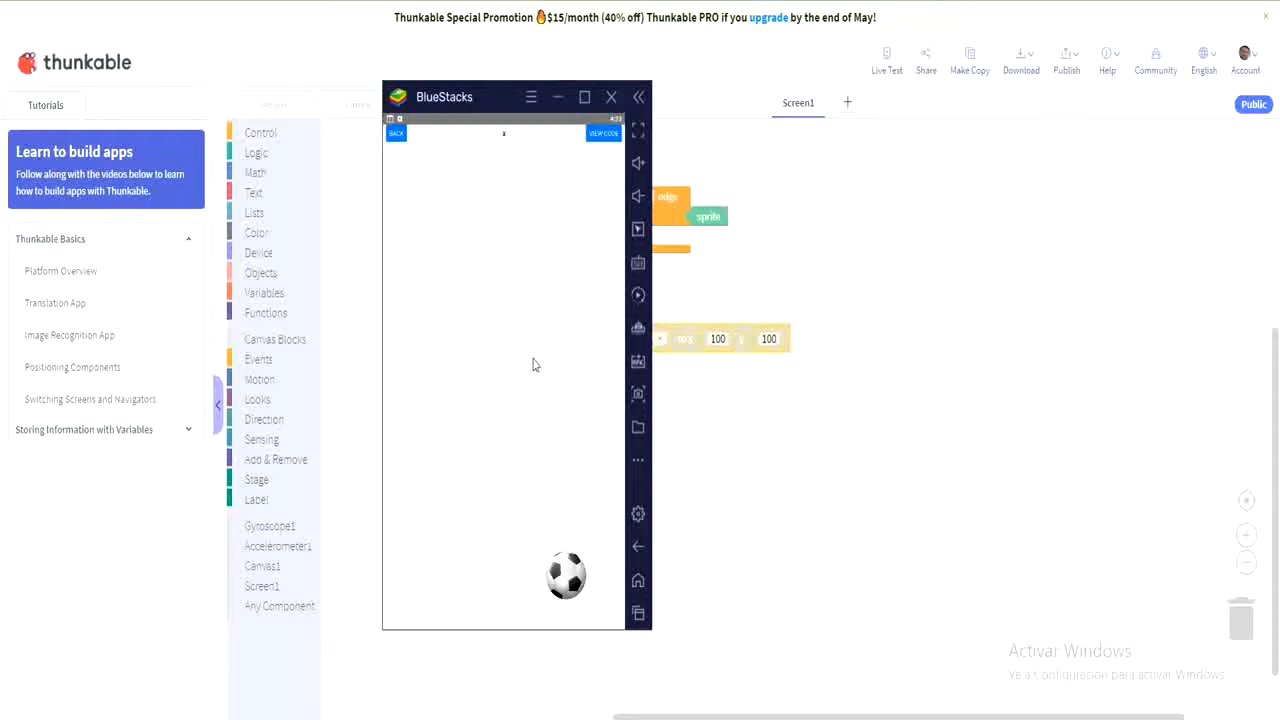 Thunkable Special Promotion 🔥$15/month (40% off) Thunkable PRO if you upgrade by the end of May!
x
thunkable
Live Test
Share
Make Copy
Download
Publish
Help
Community
English
Account
Tutorials
Screen1
+
Public
Learn to build apps
Follow along with the videos below to learn
how to build apps with Thunkable.
Thunkable Basics
Platform Overview
Translation App
Image Recognition App
Positioning Components
Switching Screens and Navigators
Storing Information with Variables
Control
Logic
Math
Text
Lists
Color
Device
Objects
Variables
Functions
Canvas Blocks
Events
Motion
Looks
Direction
Sensing
Add & Remove
Stage
Label
Gyroscope1
Accelerometer1
Canvas1
Screen1
Any Component
BlueStacks
4:23
BACK
x
VIEW CODE
edge
sprite
to x 100 y 100
Activar Windows
Ve a Configuración para activar Windows.